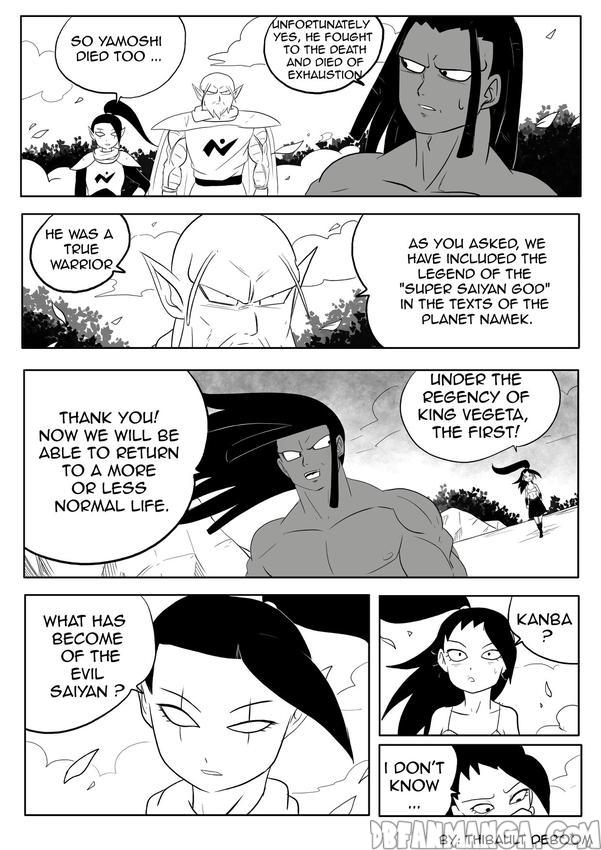 SO YAMOSHI
DIED TOO ...
UNFORTUNATELY
YES, HE FOUGHT
TO THE DEATH
AND DIED OF
EXHAUSTION
HE WAS A
TRUE
WARRIOR
AS YOU ASKED, WE
HAVE INCLUDED THE
LEGEND OF THE
"SUPER SAIYAN GOD"
IN THE TEXTS OF THE
PLANET NAMEK.
THANK YOU!
NOW WE WILL BE
ABLE TO RETURN
TO A MORE
OR LESS
NORMAL LIFE.
UNDER THE
REGENCY OF
KING VEGETA,
THE FIRST!
WHAT HAS
BECOME
OF THE
EVIL
SAIYAN ?
KANBA
?
I DON'T
KNOW
...
BY: THIBAULT DEBOOM
DBFANMANGA.COM